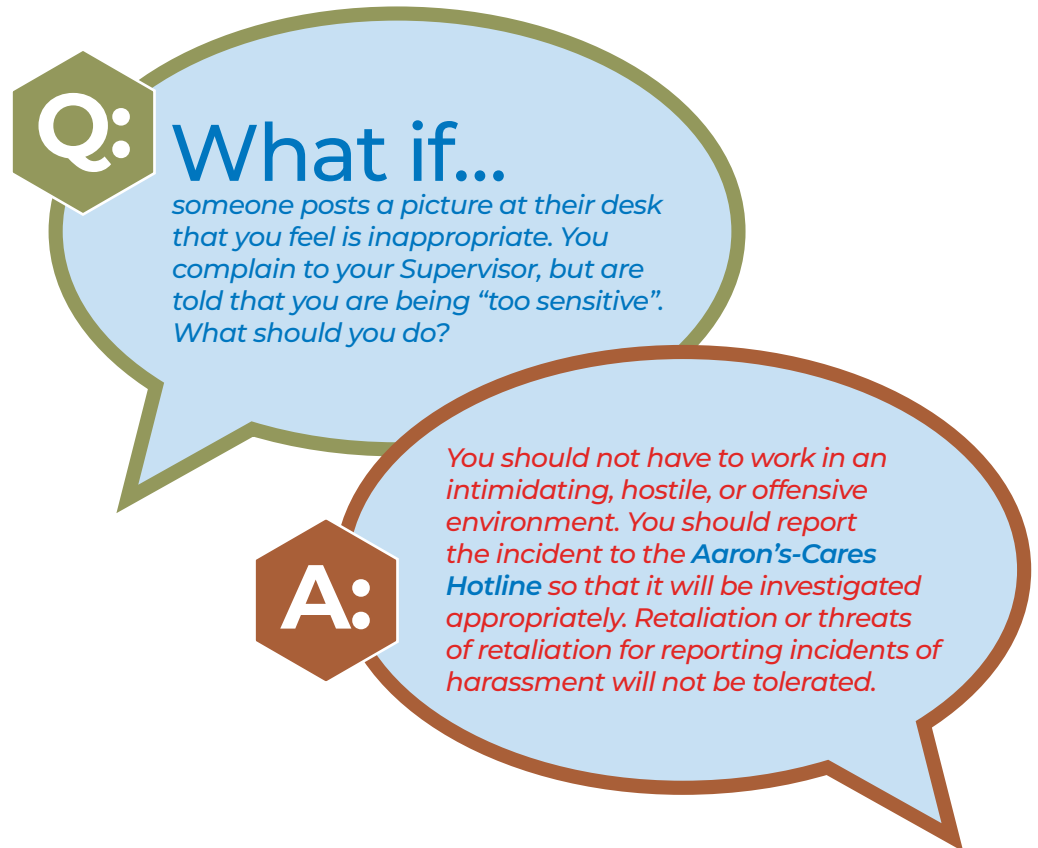 Q:
What if...
someone posts a picture at their desk
that you feel is inappropriate. You
complain to your Supervisor, but are
told that you are being “too sensitive”.
What should you do?
A:
You should not have to work in an
intimidating, hostile, or offensive
environment. You should report
the incident to the Aaron’s-Cares
Hotline so that it will be investigated
appropriately. Retaliation or threats
of retaliation for reporting incidents of
harassment will not be tolerated.